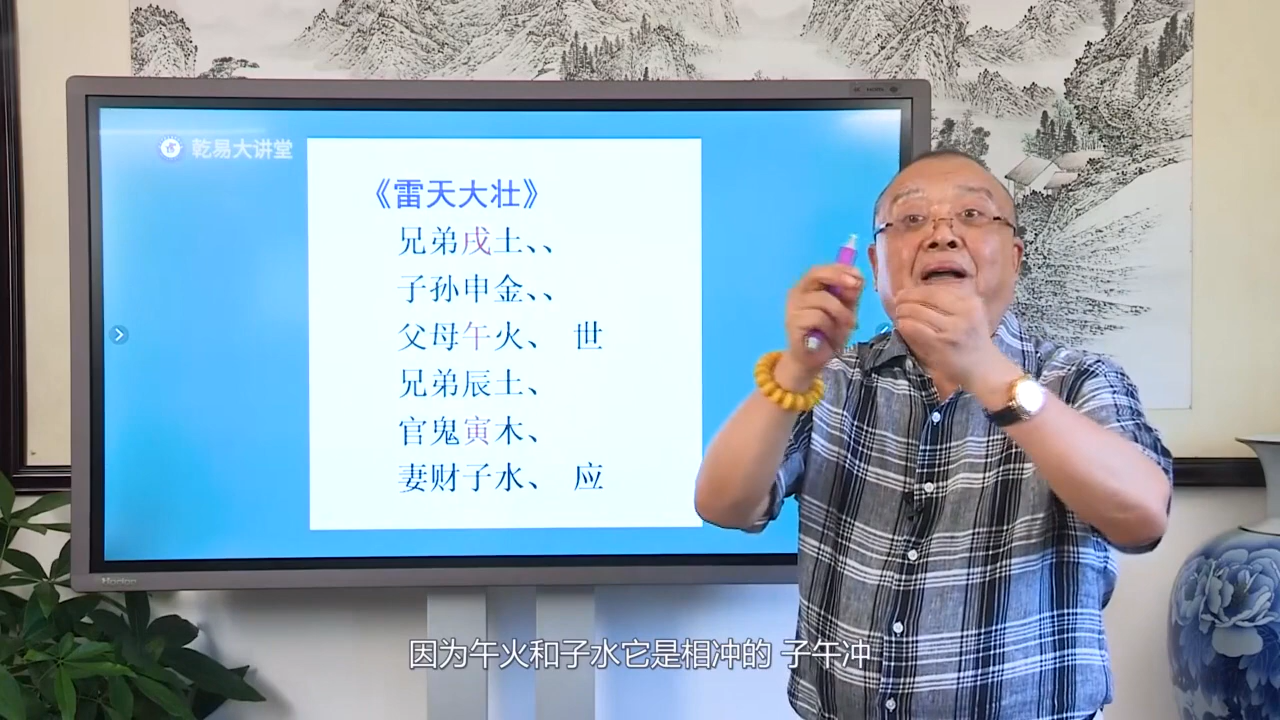 乾易大讲堂
《雷天大壮》
兄弟戌土、、
子孙申金、、
父母午火、 世
兄弟辰土、
官鬼寅木、
妻财子水、 应
因为午火和子水它是相冲的 子午冲